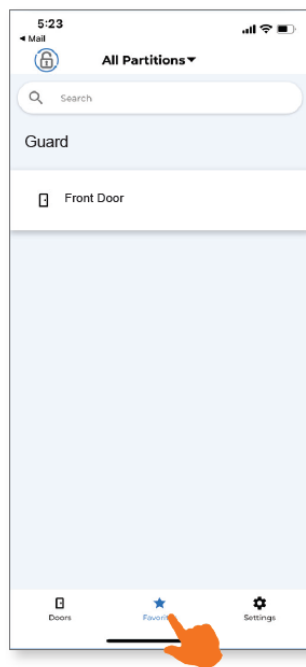 5:23
◀ Mail
All Partitions▼
Search
Guard
Front Door
Doors
Settings